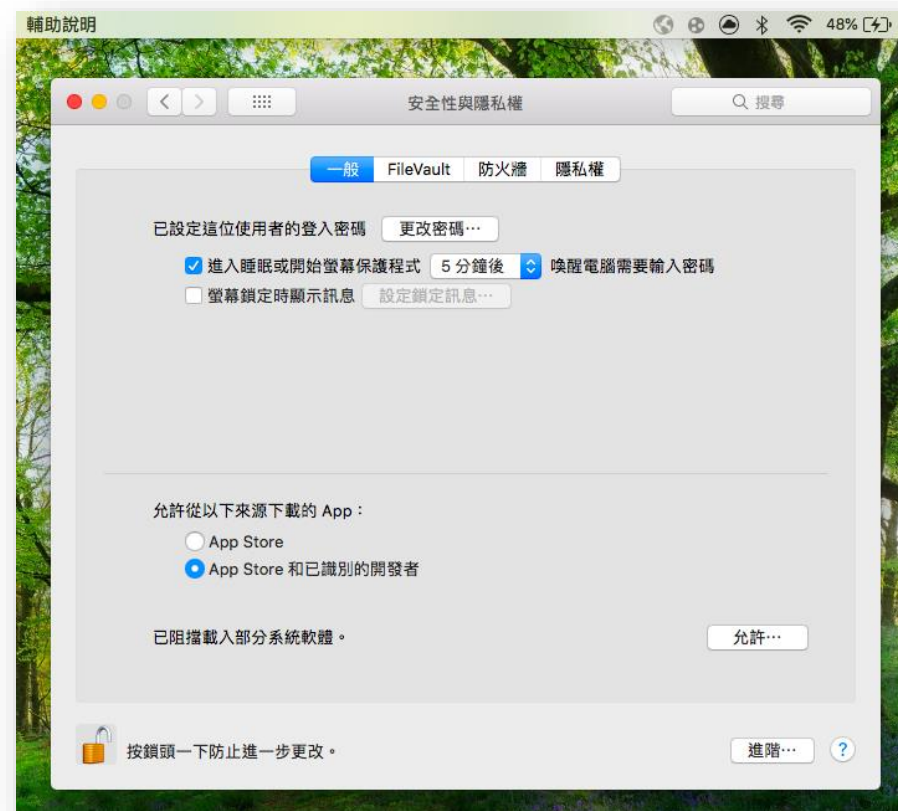 輔助說明
48%
安全性與隱私權
搜尋
一般 FileVault 防火牆 隱私權
已設定這位使用者的登入密碼 更改密碼⋯
進入睡眠或開始螢幕保護程式 5 分鐘後 喚醒電腦需要輸入密碼
螢幕鎖定時顯示訊息 設定鎖定訊息⋯
允許從以下來源下載的 App：
App Store
App Store 和已識別的開發者
已阻擋載入部分系統軟體。 允許⋯
按鎖頭一下防止進一步更改。 進階⋯ ?